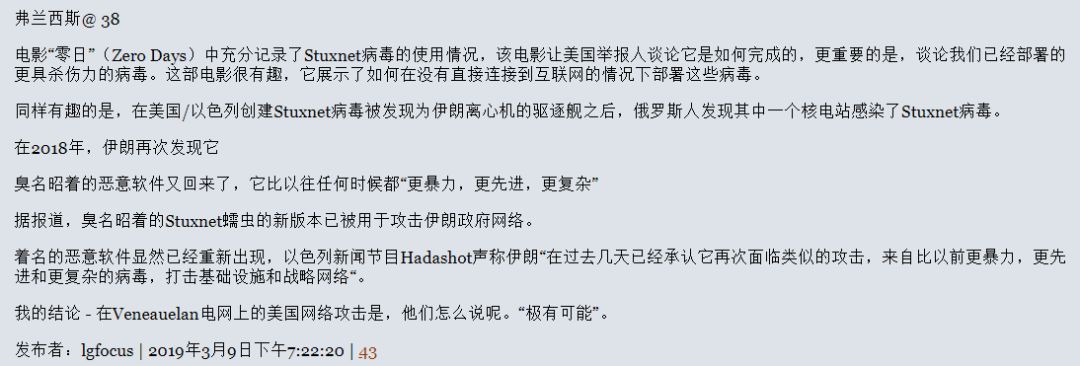 弗兰西斯@ 38
电影“零日”（Zero Days）中充分记录了Stuxnet病毒的使用情况，该电影让美国举报人谈论它是如何完成的，更重要的是，谈论我们已经部署的
更具杀伤力的病毒。这部电影很有趣，它展示了如何在没有直接连接到互联网的情况下部署这些病毒。
同样有趣的是，在美国/以色列创建Stuxnet病毒被发现为伊朗离心机的驱逐舰之后，俄罗斯人发现其中一个核电站感染了Stuxnet病毒。
在2018年，伊朗再次发现它
臭名昭着的恶意软件又回来了，它比以往任何时候都“更暴力，更先进，更复杂”
据报道，臭名昭着的Stuxnet蠕虫的新版本已被用于攻击伊朗政府网络。
着名的恶意软件显然已经重新出现，以色列新闻节目Hadashot声称伊朗“在过去几天已经承认它再次面临类似的攻击，来自比以前更暴力，更先
进和更复杂的病毒，打击基础设施和战略网络“。
我的结论 - 在Veneauelan电网上的美国网络攻击是，他们怎么说呢。“极有可能”。
发布者：lgfocus | 2019年3月9日下午7:22:20 | 43